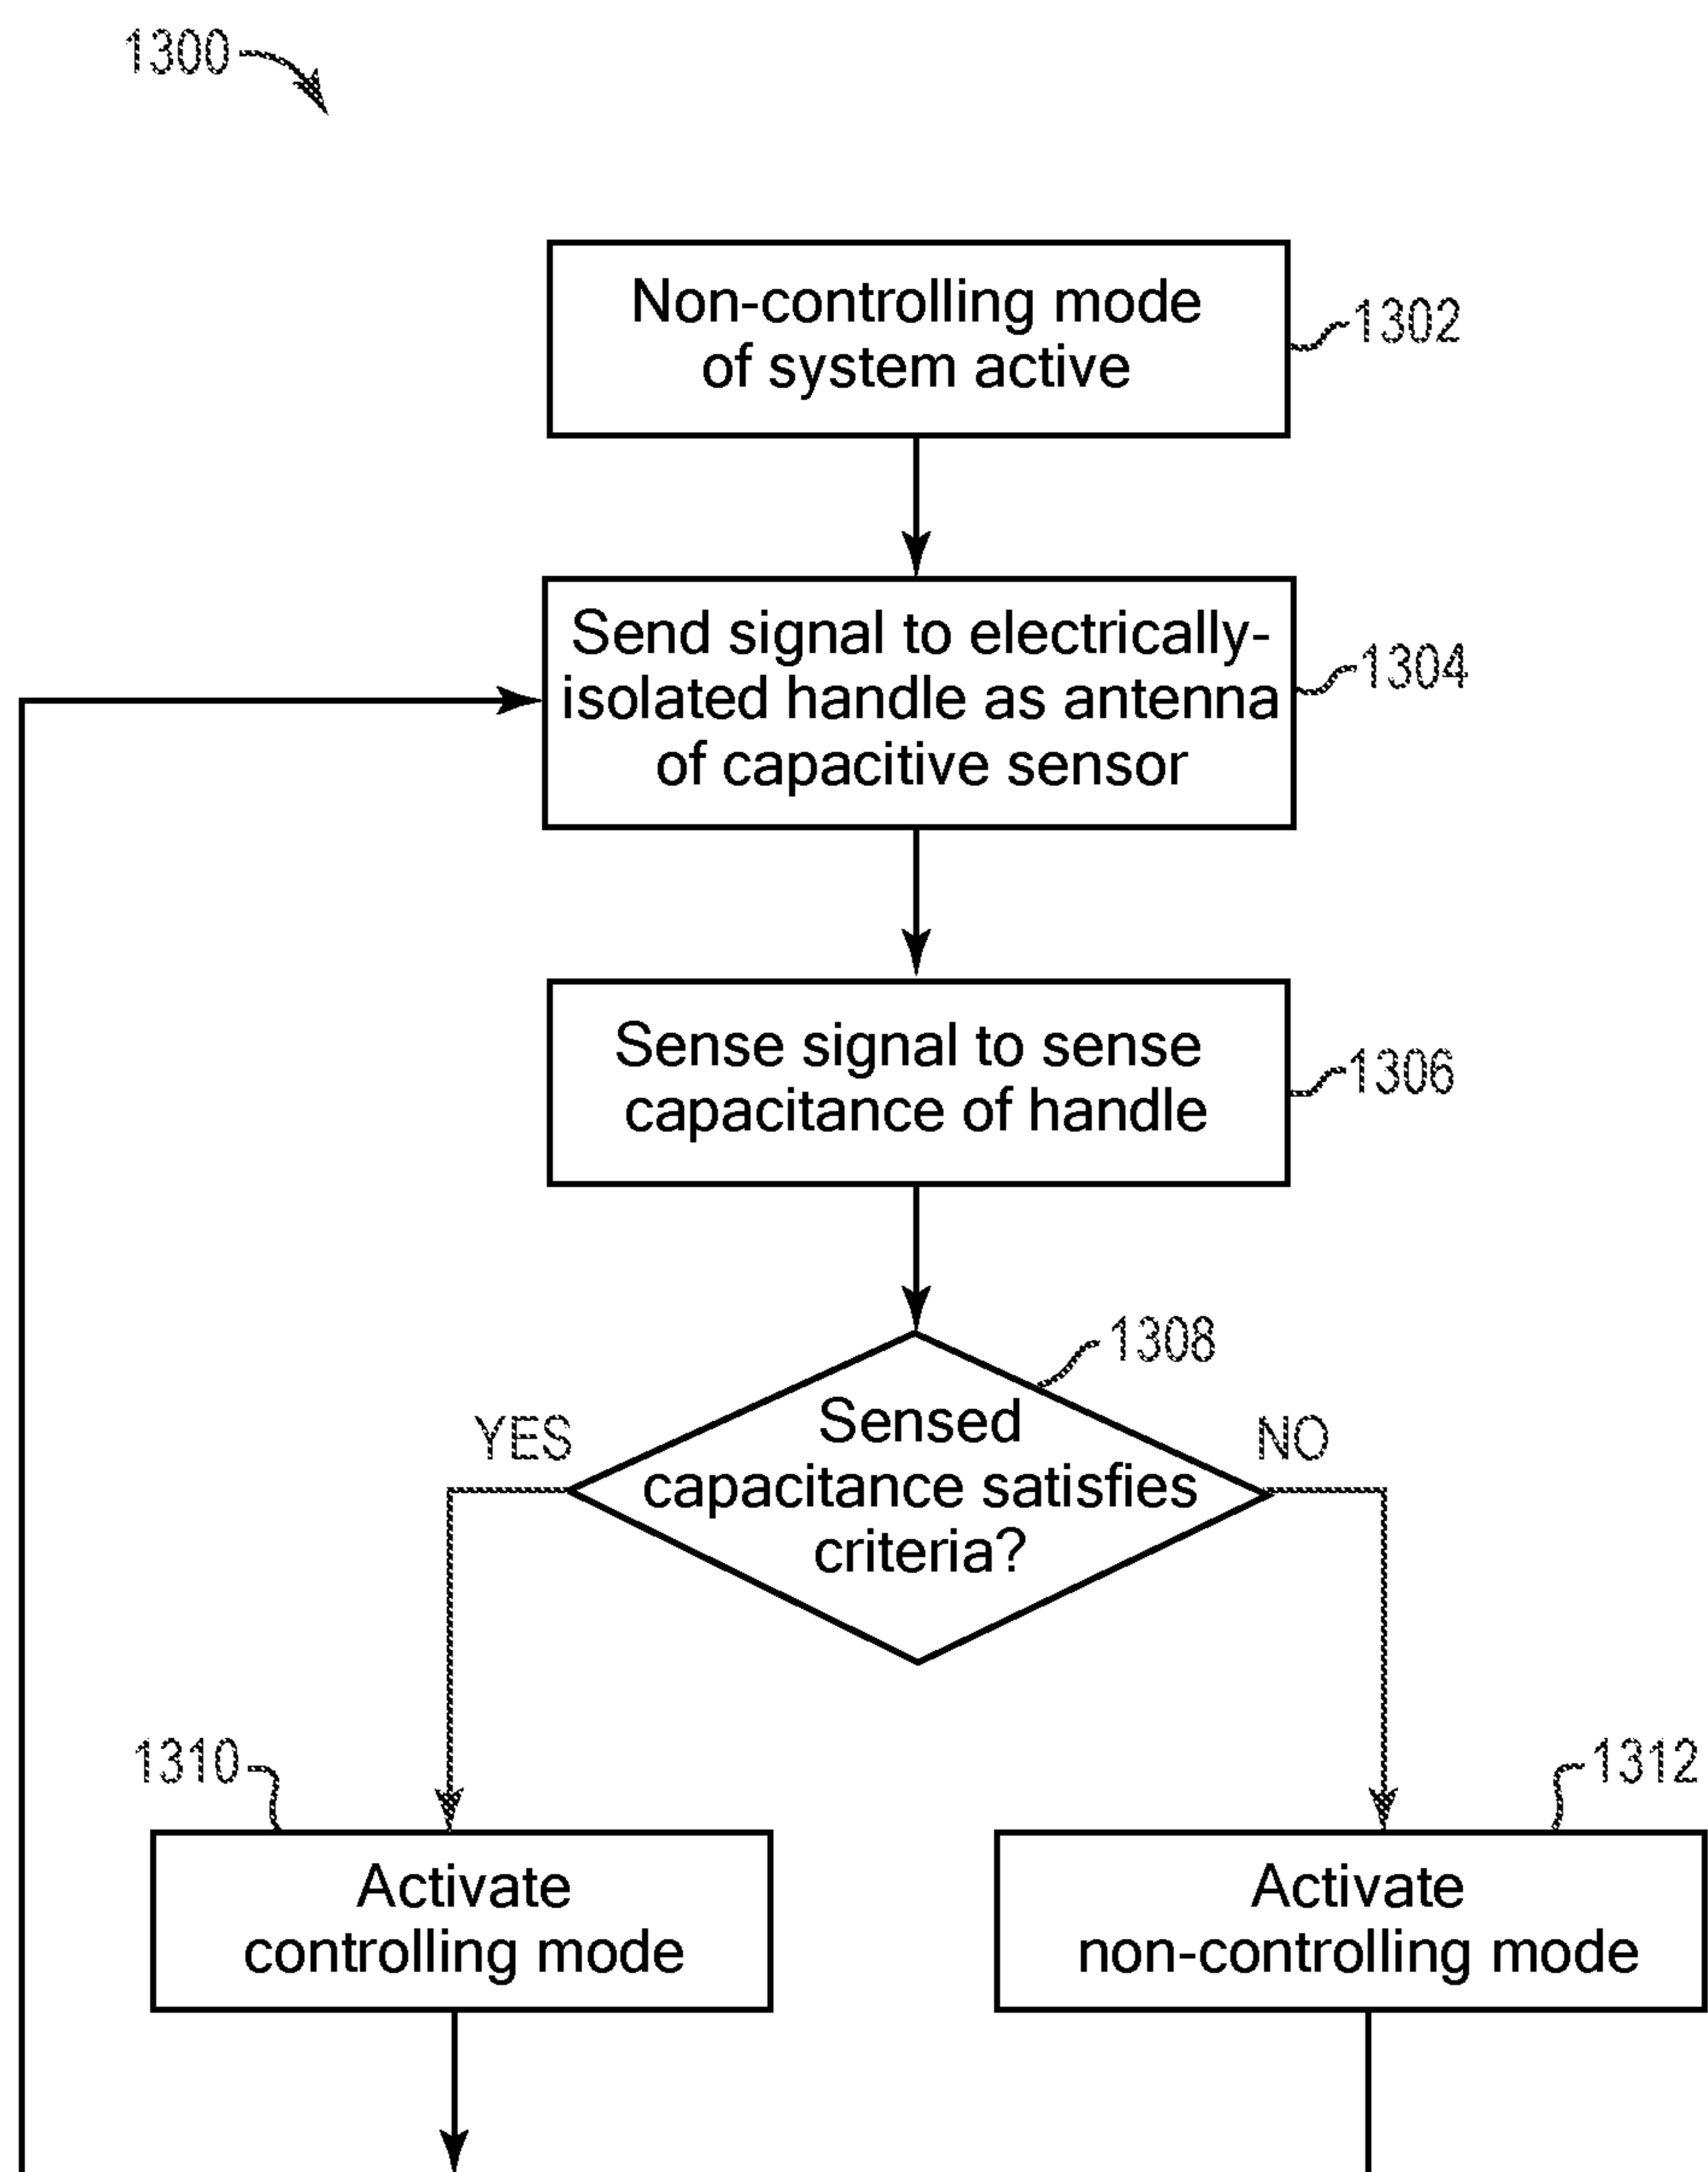 1300
Non-controlling mode
of system active
1302
Send signal to electrically-
isolated handle as antenna
of capacitive sensor
1304
Sense signal to sense
capacitance of handle
1306
1308
Sensed
capacitance satisfies
criteria?
YES
NO
1310
1312
Activate
controlling mode
Activate
non-controlling mode